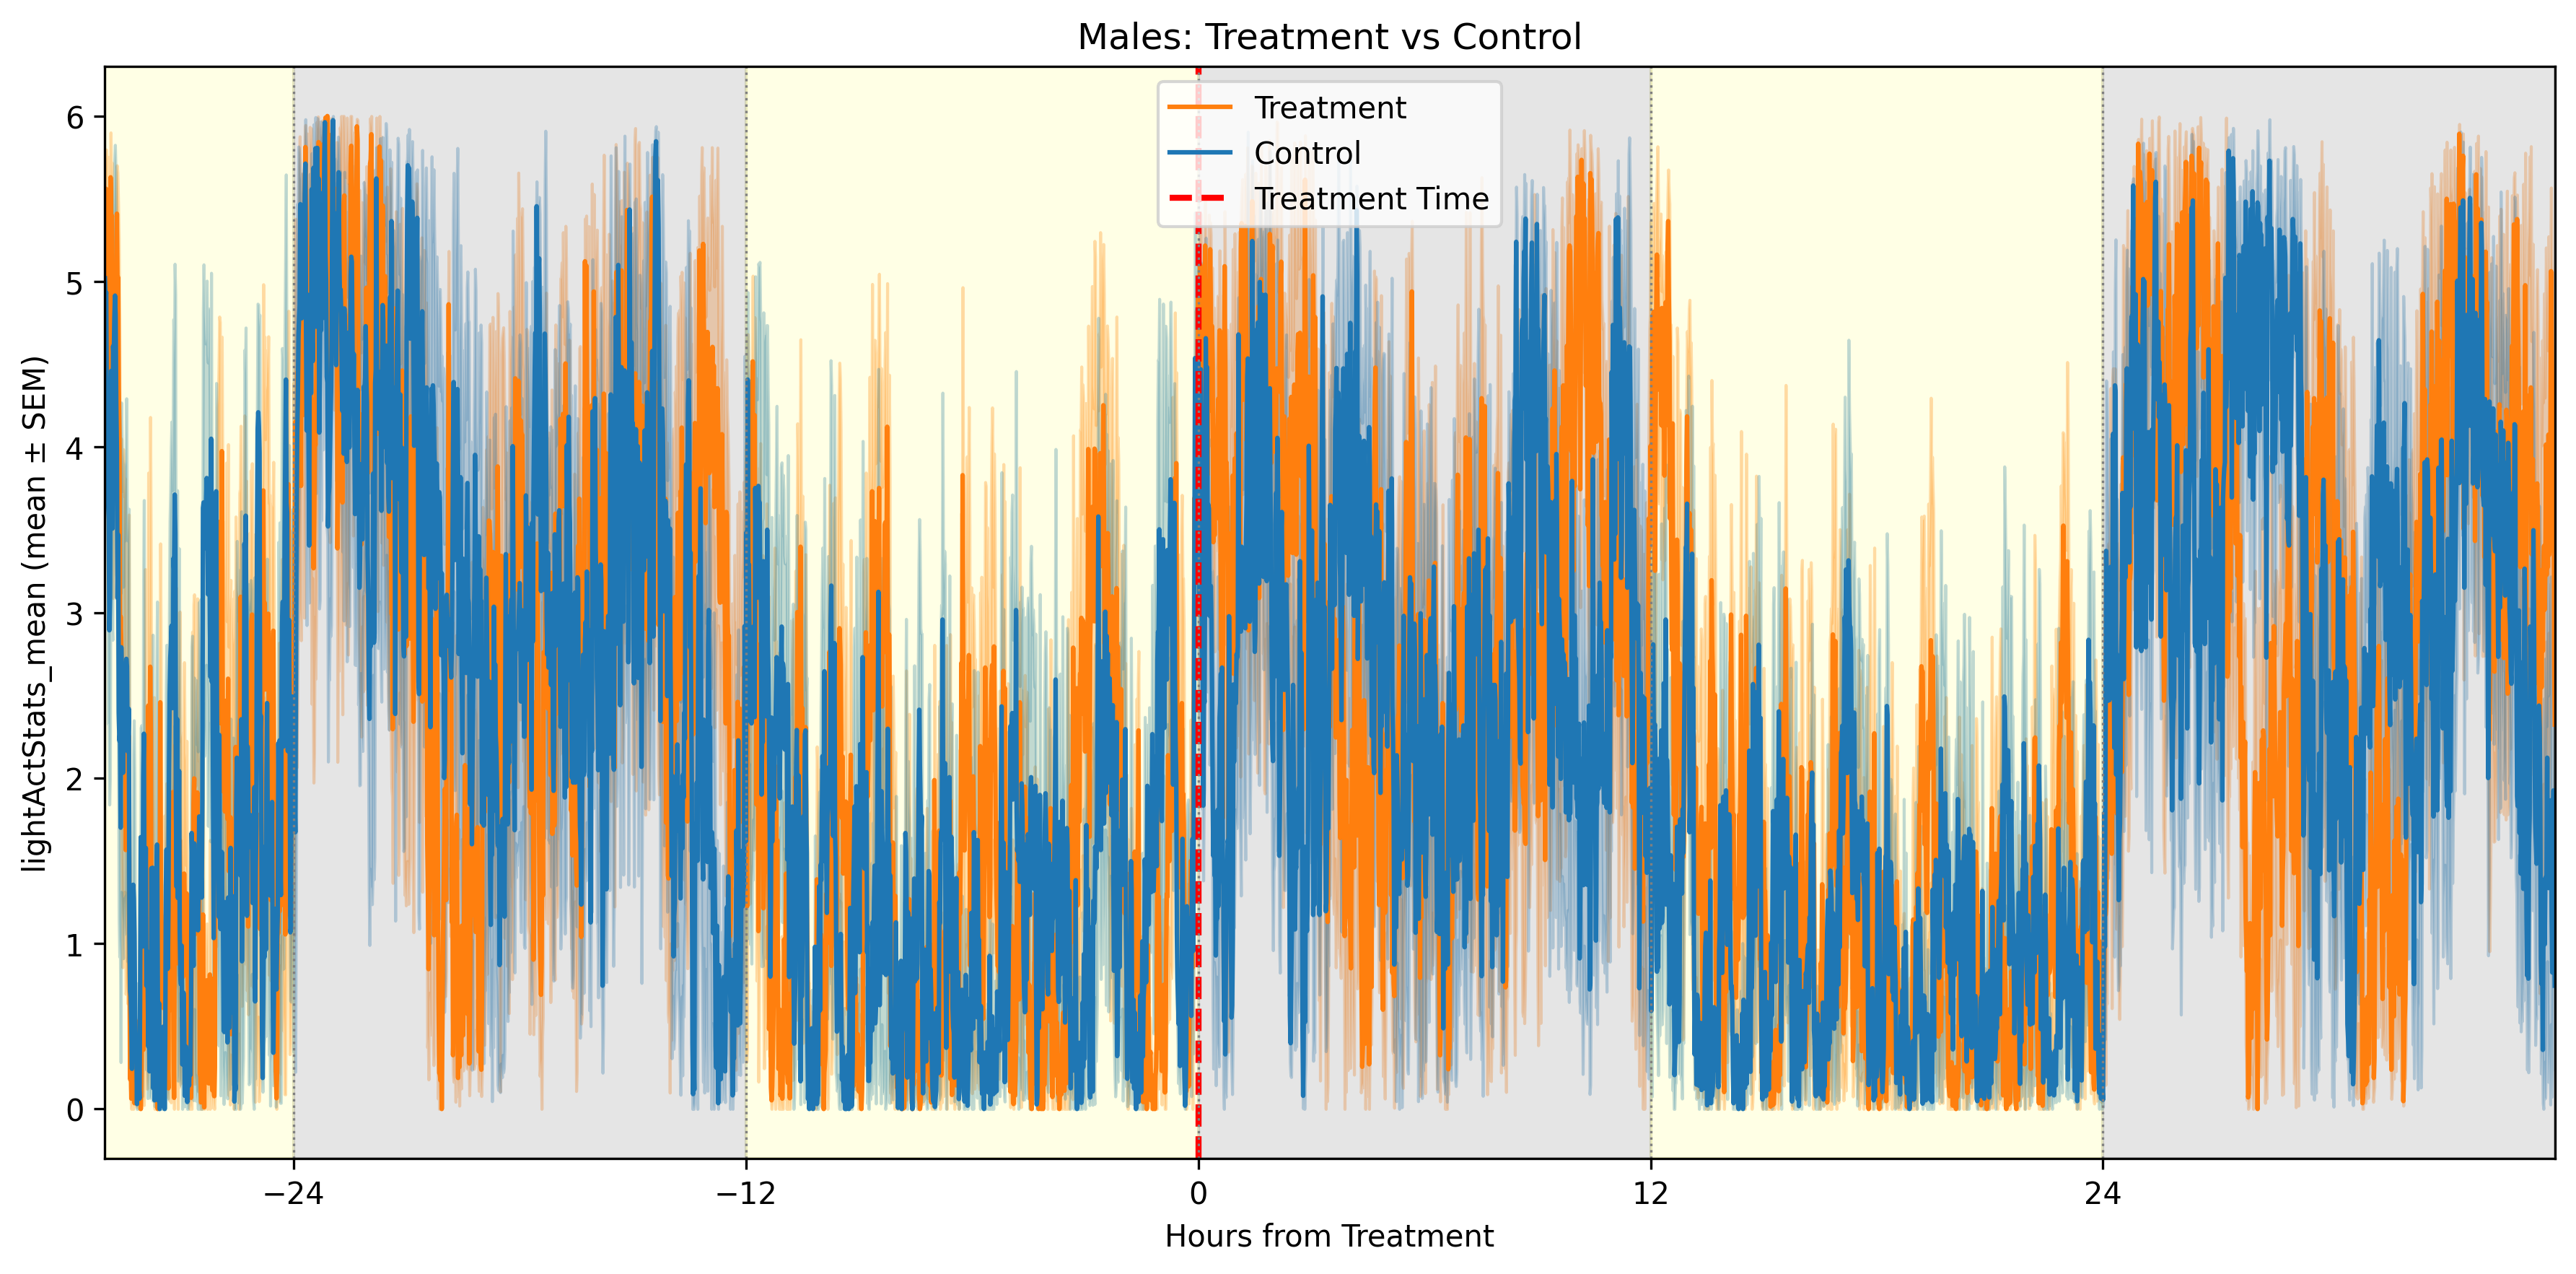 Males: Treatment vs Control
Treatment
Control
Treatment Time
lightActStats_mean (mean ± SEM)
6
5
4
3
2
1
0
−24
−12
0
12
24
Hours from Treatment